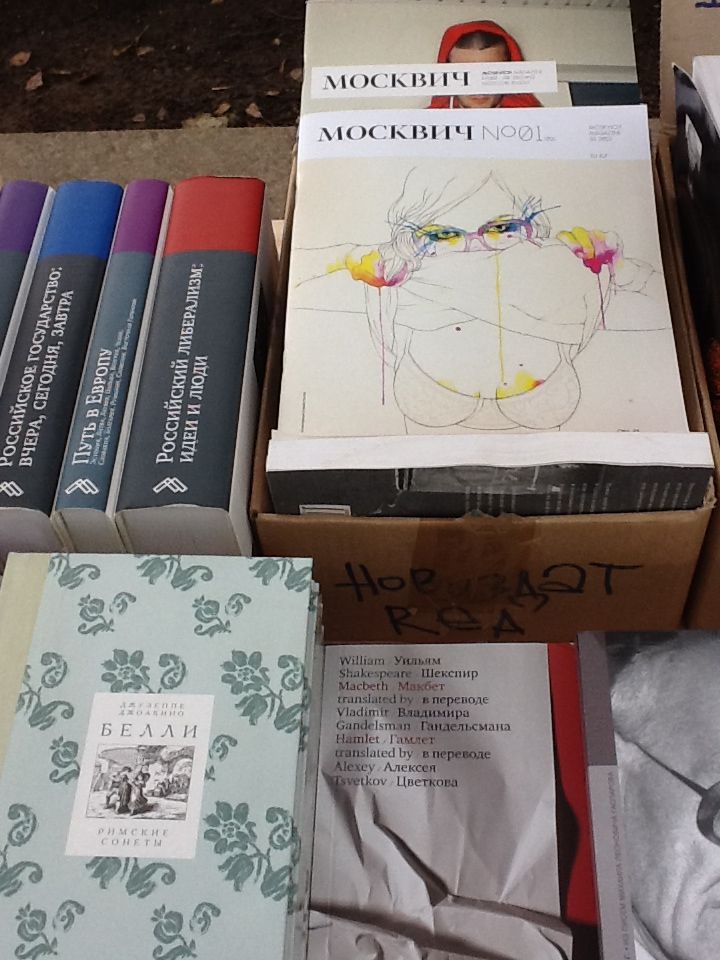 МОСКВИЧ
МОСКВИЧ №01
РОССИЙСКОЕ ГОСУДАРСТВО:
ВЧЕРА, СЕГОДНЯ, ЗАВТРА
ПУТЬ В ЕВРОПУ
РОССИЙСКИЙ ЛИБЕРАЛИЗМ:
ИДЕИ И ЛЮДИ
Нов издат
Red
ДЖУЗЕППЕ
ДЖОАКИНО
БЕЛЛИ
РИМСКИЕ
СОНЕТЫ
William / Уильям
Shakespeare / Шекспир
Macbeth / Макбет
translated by / в переводе
Vladimir / Владимира
Gandelsman / Гандельсмана
Hamlet / Гамлет
translated by / в переводе
Alexey / Алексея
Tsvetkov / Цветкова